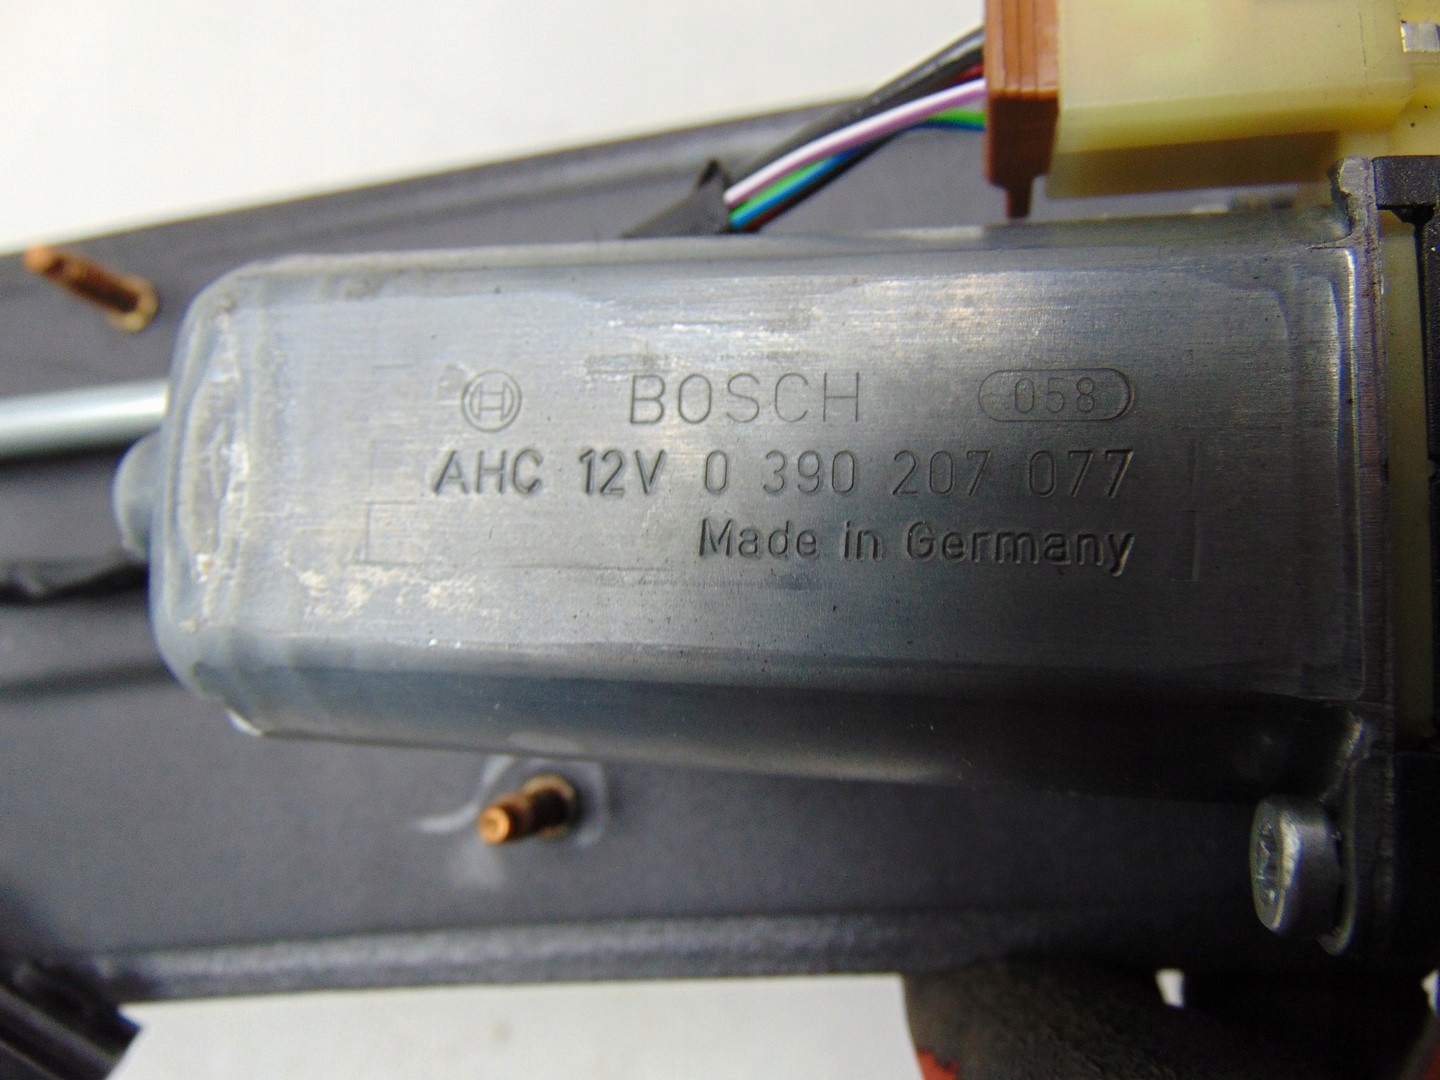 BOSCH 058
AHC 12V 0 390 207 077
Made in Germany